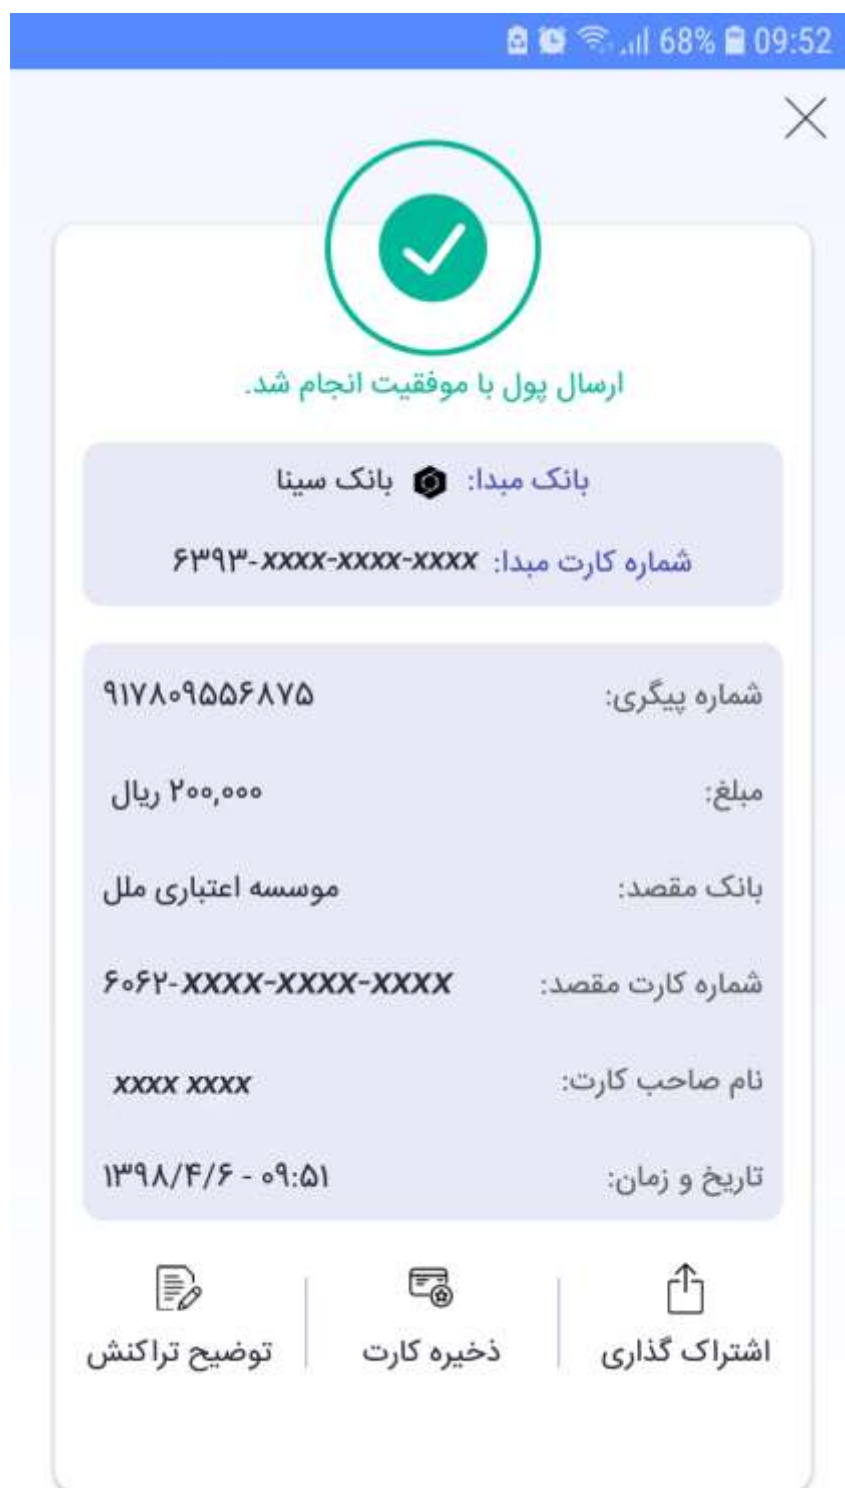 68% 09:52
ارسال پول با موفقیت انجام شد.
بانک مبدا: بانک سینا
شماره کارت مبدا: ۶۳۹۳-xxxx-xxxx-xxxx
شماره پیگری: ۹۱۷۸۰۹۵۵۶۸۷۵
مبلغ: ۲۰۰,۰۰۰ ریال
بانک مقصد: موسسه اعتباری ملل
شماره کارت مقصد: ۶۰۶۲-XXXX-XXXX-XXXX
نام صاحب کارت: xxxx xxxx
تاریخ و زمان: ۱۳۹۸/۴/۶ - ۰۹:۵۱
اشتراک گذاری ذخیره کارت توضیح تراکنش